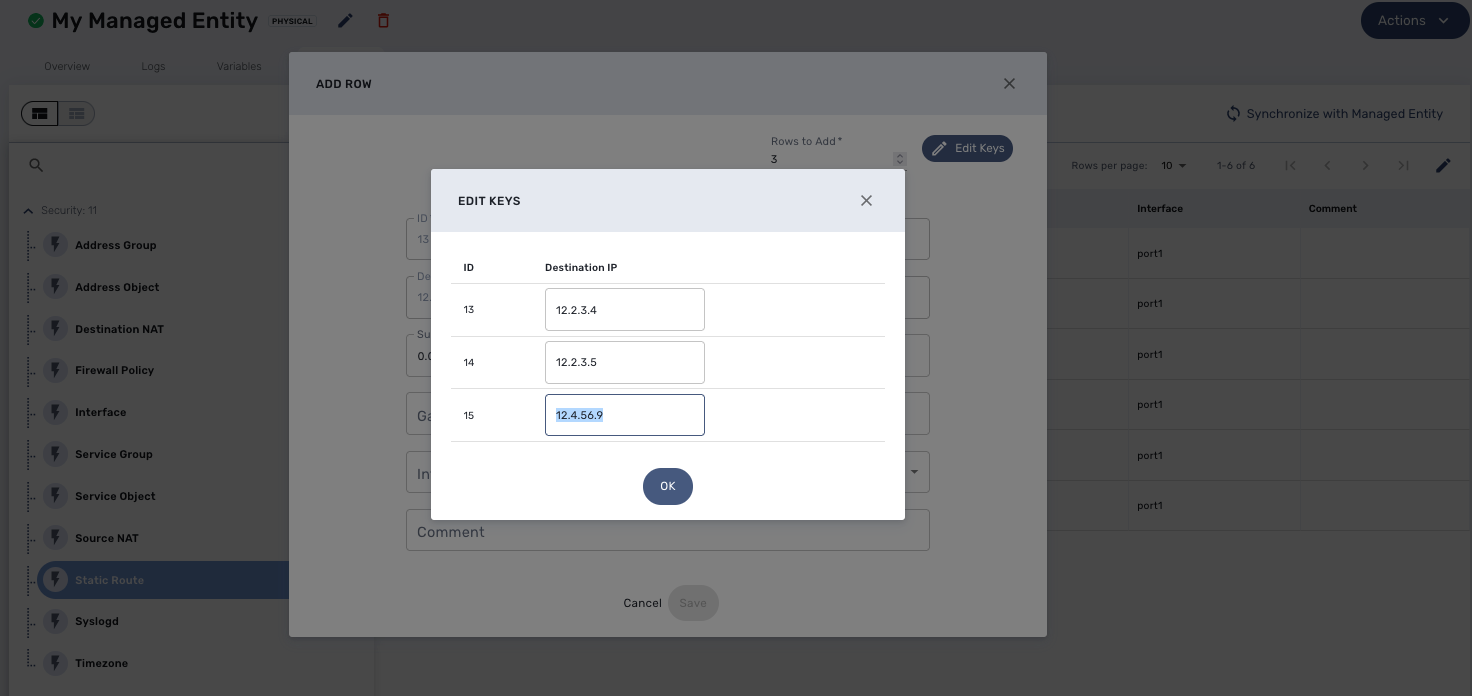 My Managed Entity PHYSICAL
Actions
Overview Logs Variables
ADD ROW
Synchronize with Managed Entity
Rows to Add *
3
Edit Keys
Rows per page: 10 1-6 of 6
EDIT KEYS
Security: 11
Interface Comment
ID
13
Address Group
port1
ID Destination IP
Address Object
12.
port1
13 12.2.3.4
Destination NAT
0.0
port1
14 12.2.3.5
Firewall Policy
port1
15 12.4.56.9
Interface
port1
Service Group
port1
Service Object
OK
Source NAT
Comment
Static Route
Cancel Save
Syslogd
Timezone